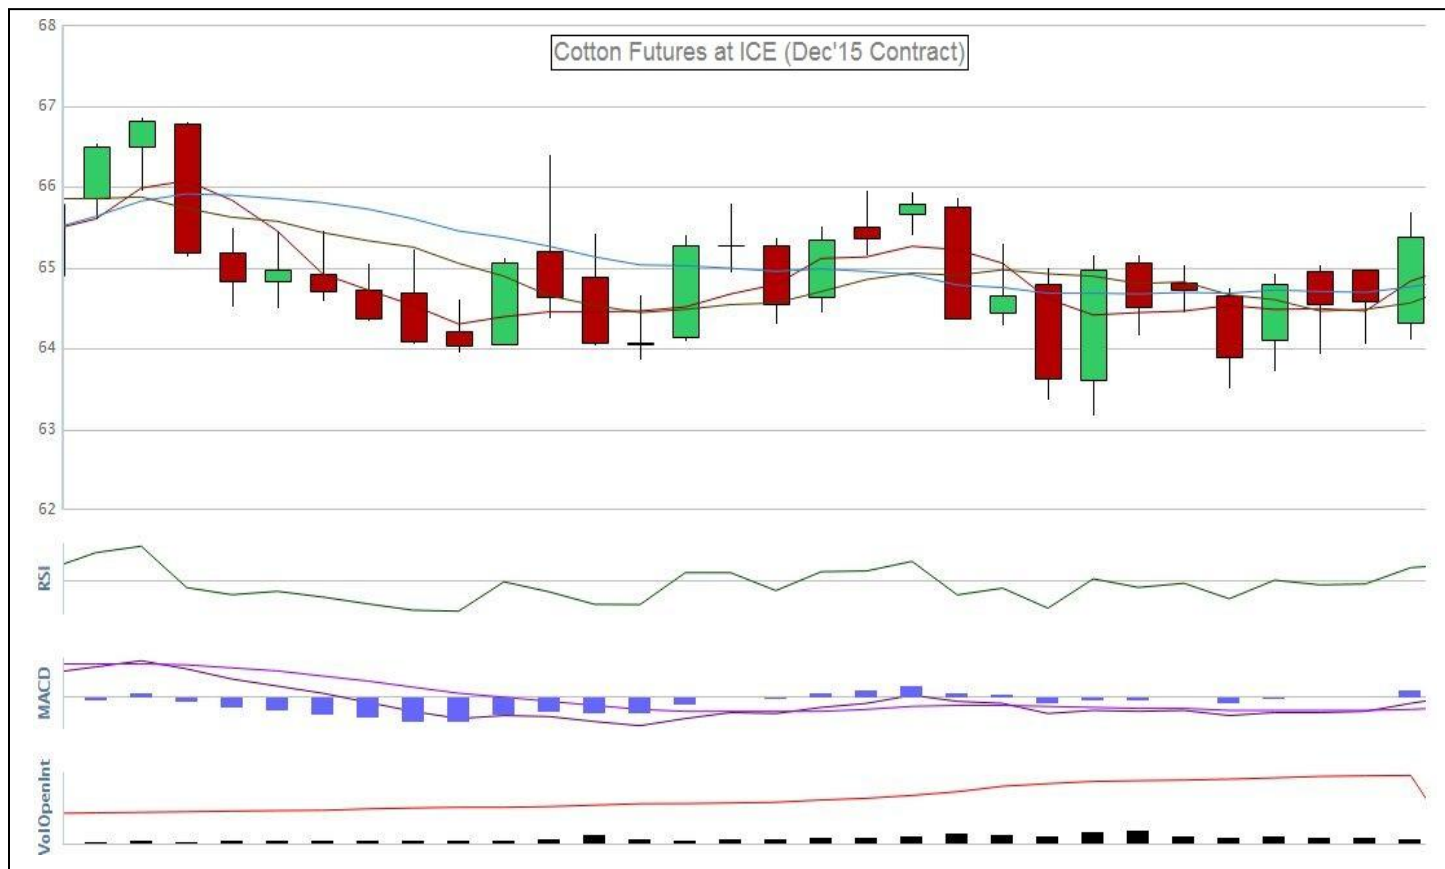 Cotton Futures at ICE (Dec'15 Contract)
68
67
66
65
64
63
62
RSI
MACD
VolOpenInt